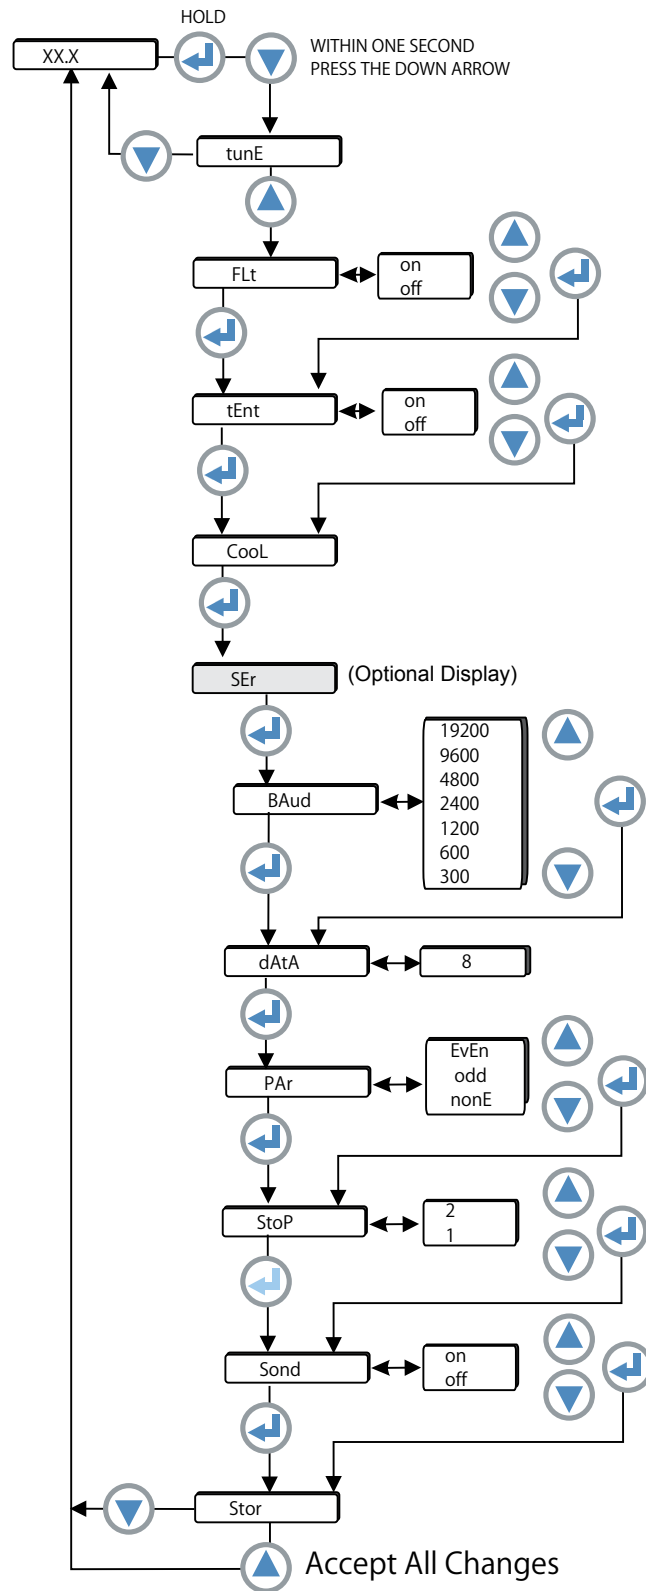 HOLD
XX.X
WITHIN ONE SECOND
PRESS THE DOWN ARROW
tunE
FLt
on
off
tEnt
on
off
CooL
SEr
(Optional Display)
BAud
19200
9600
4800
2400
1200
600
300
dAtA
8
PAr
EvEn
odd
nonE
StoP
2
1
Sond
on
off
Stor
Accept All Changes